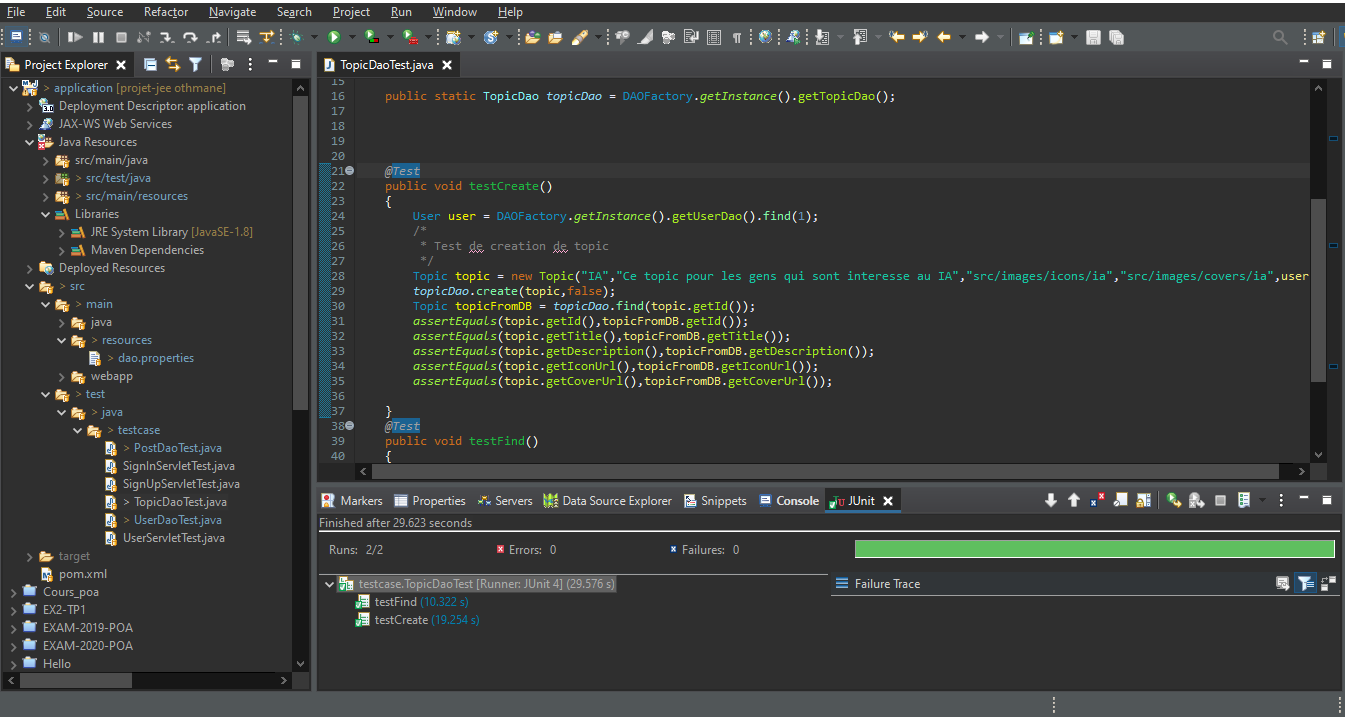 File Edit Source Refactor Navigate Search Project Run Window Help
Project Explorer
> application [projet-jee othmane]
Deployment Descriptor: application
JAX-WS Web Services
Java Resources
src/main/java
> src/test/java
> src/main/resources
Libraries
JRE System Library [JavaSE-1.8]
Maven Dependencies
Deployed Resources
> src
> main
java
> resources
> dao.properties
webapp
> test
> java
> testcase
> PostDaoTest.java
SignInServletTest.java
SignUpServletTest.java
> TopicDaoTest.java
> UserDaoTest.java
UserServletTest.java
target
pom.xml
Cours_poa
EX2-TP1
EXAM-2019-POA
EXAM-2020-POA
Hello
TopicDaoTest.java
15
16 public static TopicDao topicDao = DAOFactory.getInstance().getTopicDao();
17
18
19
20
21 @Test
22 public void testCreate()
23 {
24 User user = DAOFactory.getInstance().getUserDao().find(1);
25 /*
26 * Test de creation de topic
27 */
28 Topic topic = new Topic("IA","Ce topic pour les gens qui sont interesse au IA","src/images/icons/ia","src/images/covers/ia",user
29 topicDao.create(topic,false);
30 Topic topicFromDB = topicDao.find(topic.getId());
31 assertEquals(topic.getId(),topicFromDB.getId());
32 assertEquals(topic.getTitle(),topicFromDB.getTitle());
33 assertEquals(topic.getDescription(),topicFromDB.getDescription());
34 assertEquals(topic.getIconUrl(),topicFromDB.getIconUrl());
35 assertEquals(topic.getCoverUrl(),topicFromDB.getCoverUrl());
36
37 }
38 @Test
39 public void testFind()
40 {
Markers Properties Servers Data Source Explorer Snippets Console JUnit
Finished after 29.623 seconds
Runs: 2/2 Errors: 0 Failures: 0
testcase.TopicDaoTest [Runner: JUnit 4] (29.576 s)
testFind (10.322 s)
testCreate (19.254 s)
Failure Trace